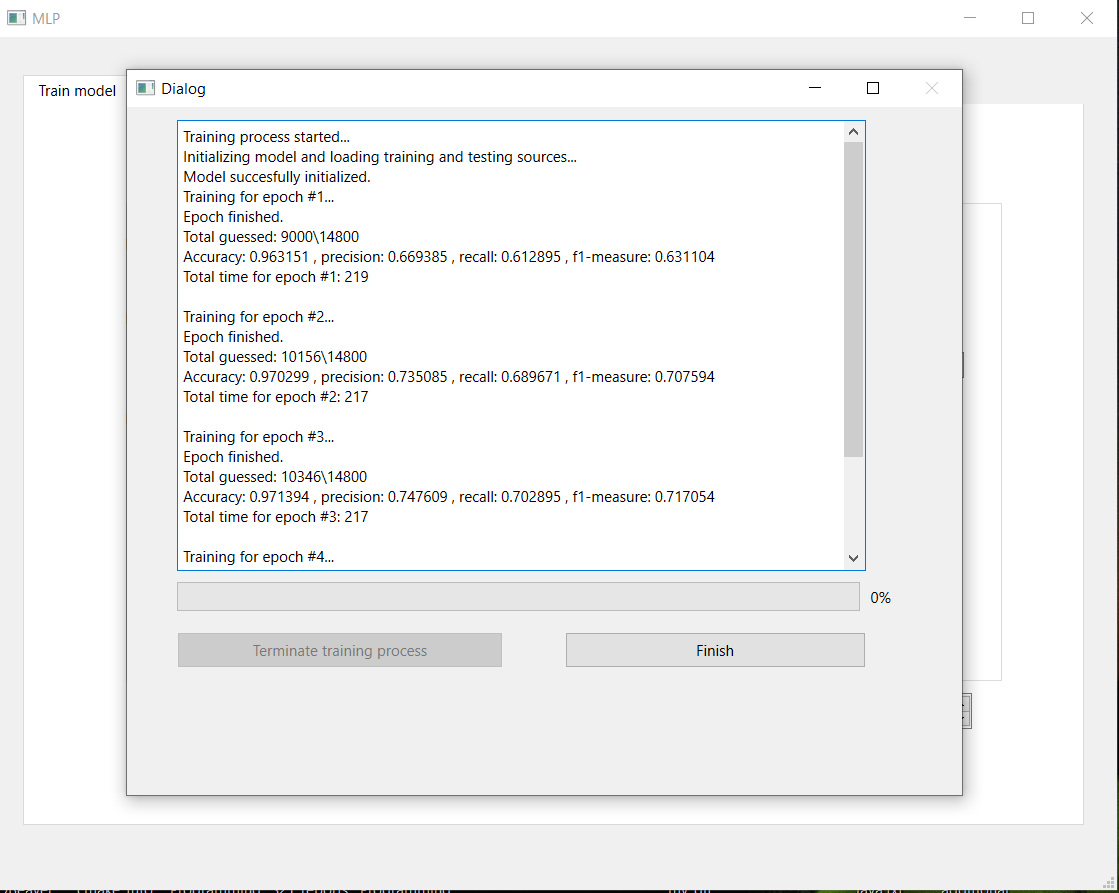 MLP
Train model
Dialog
Training process started...
Initializing model and loading training and testing sources...
Model succesfully initialized.
Training for epoch #1...
Epoch finished.
Total guessed: 9000\14800
Accuracy: 0.963151 , precision: 0.669385 , recall: 0.612895 , f1-measure: 0.631104
Total time for epoch #1: 219
Training for epoch #2...
Epoch finished.
Total guessed: 10156\14800
Accuracy: 0.970299 , precision: 0.735085 , recall: 0.689671 , f1-measure: 0.707594
Total time for epoch #2: 217
Training for epoch #3...
Epoch finished.
Total guessed: 10346\14800
Accuracy: 0.971394 , precision: 0.747609 , recall: 0.702895 , f1-measure: 0.717054
Total time for epoch #3: 217
Training for epoch #4...
0%
Terminate training process
Finish